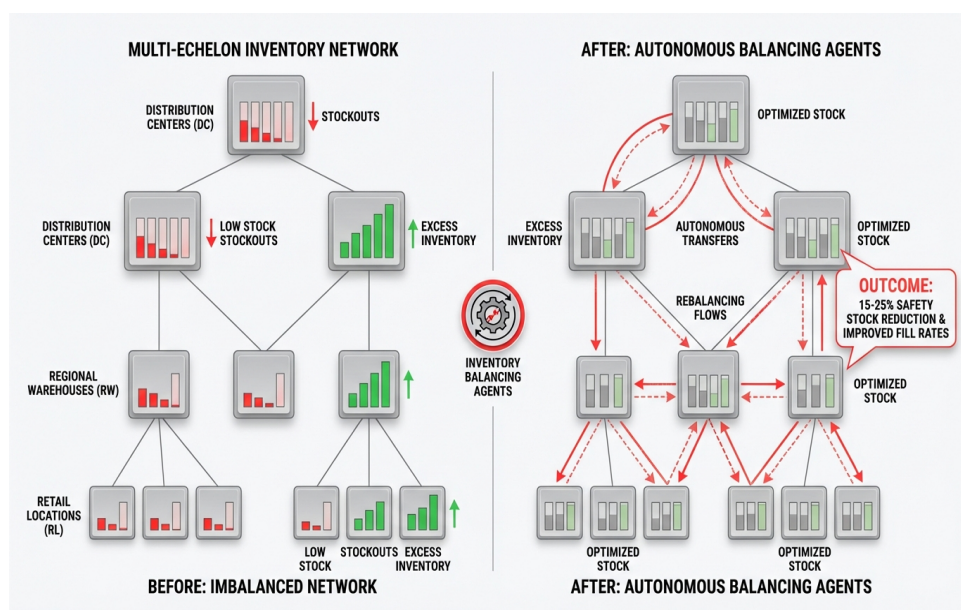 MULTI-ECHELON INVENTORY NETWORK
DISTRIBUTION
CENTERS (DC)
STOCKOUTS
DISTRIBUTION
CENTERS (DC)
LOW STOCK
STOCKOUTS
EXCESS
INVENTORY
REGIONAL
WAREHOUSES (RW)
RETAIL
LOCATIONS
(RL)
LOW
STOCK
STOCKOUTS
EXCESS
INVENTORY
BEFORE: IMBALANCED NETWORK
INVENTORY
BALANCING
AGENTS
AFTER: AUTONOMOUS BALANCING AGENTS
OPTIMIZED STOCK
EXCESS
INVENTORY
AUTONOMOUS
TRANSFERS
OPTIMIZED
STOCK
REBALANCING
FLOWS
OUTCOME:
15-25% SAFETY
STOCK REDUCTION &
IMPROVED FILL RATES
OPTIMIZED
STOCK
OPTIMIZED
STOCK
OPTIMIZED
STOCK
AFTER: AUTONOMOUS BALANCING AGENTS